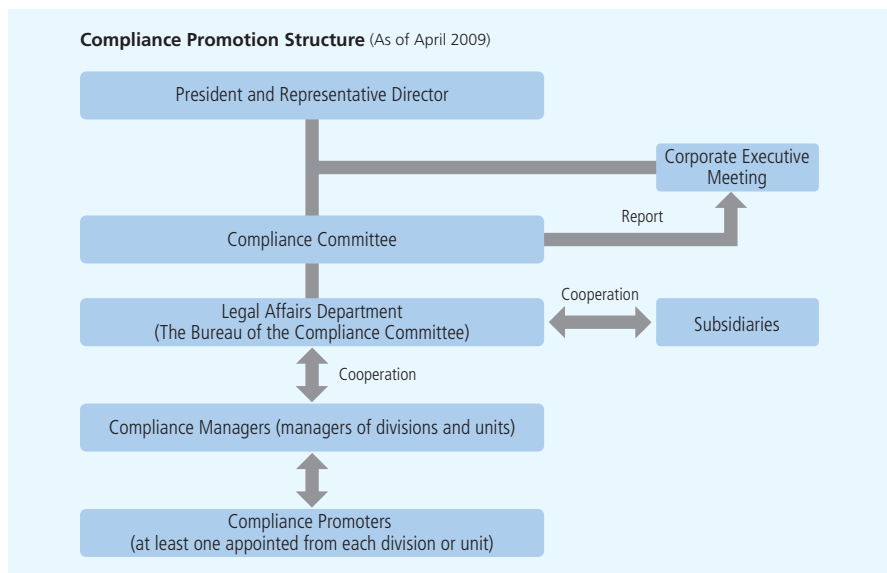 Compliance Promotion Structure (As of April 2009)
President and Representative Director
Corporate Executive
Meeting
Report
Compliance Committee
Legal Affairs Department
(The Bureau of the Compliance Committee)
Cooperation
Subsidiaries
Cooperation
Compliance Managers (managers of divisions and units)
Compliance Promoters
(at least one appointed from each division or unit)